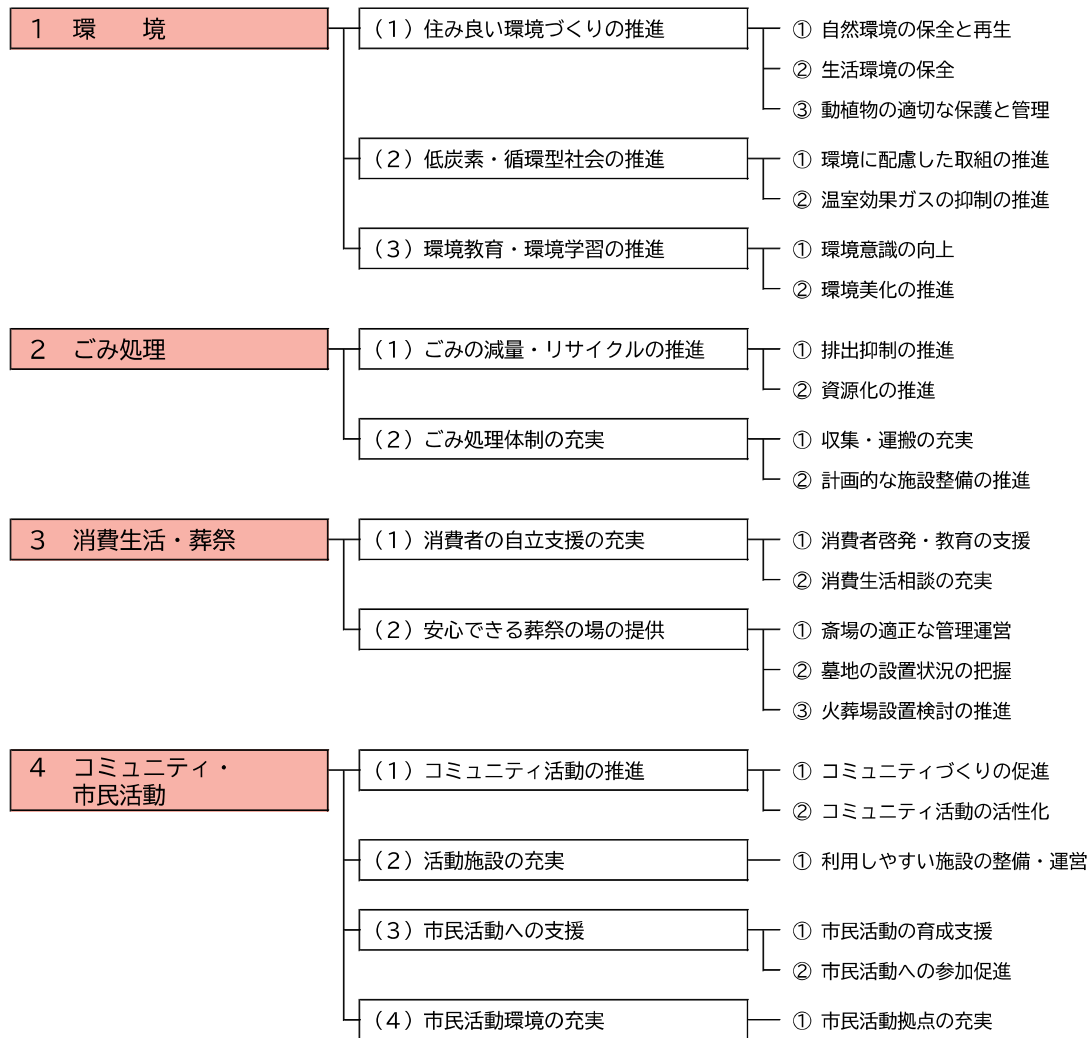 1 環　　境
（1）住み良い環境づくりの推進
① 自然環境の保全と再生
② 生活環境の保全
③ 動植物の適切な保護と管理
（2）低炭素・循環型社会の推進
① 環境に配慮した取組の推進
② 温室効果ガスの抑制の推進
（3）環境教育・環境学習の推進
① 環境意識の向上
② 環境美化の推進
2 ごみ処理
（1）ごみの減量・リサイクルの推進
① 排出抑制の推進
② 資源化の推進
（2）ごみ処理体制の充実
① 収集・運搬の充実
② 計画的な施設整備の推進
3 消費生活・葬祭
（1）消費者の自立支援の充実
① 消費者啓発・教育の支援
② 消費生活相談の充実
（2）安心できる葬祭の場の提供
① 斎場の適正な管理運営
② 墓地の設置状況の把握
③ 火葬場設置検討の推進
4 コミュニティ・
市民活動
（1）コミュニティ活動の推進
① コミュニティづくりの促進
② コミュニティ活動の活性化
（2）活動施設の充実
① 利用しやすい施設の整備・運営
（3）市民活動への支援
① 市民活動の育成支援
② 市民活動への参加促進
（4）市民活動環境の充実
① 市民活動拠点の充実